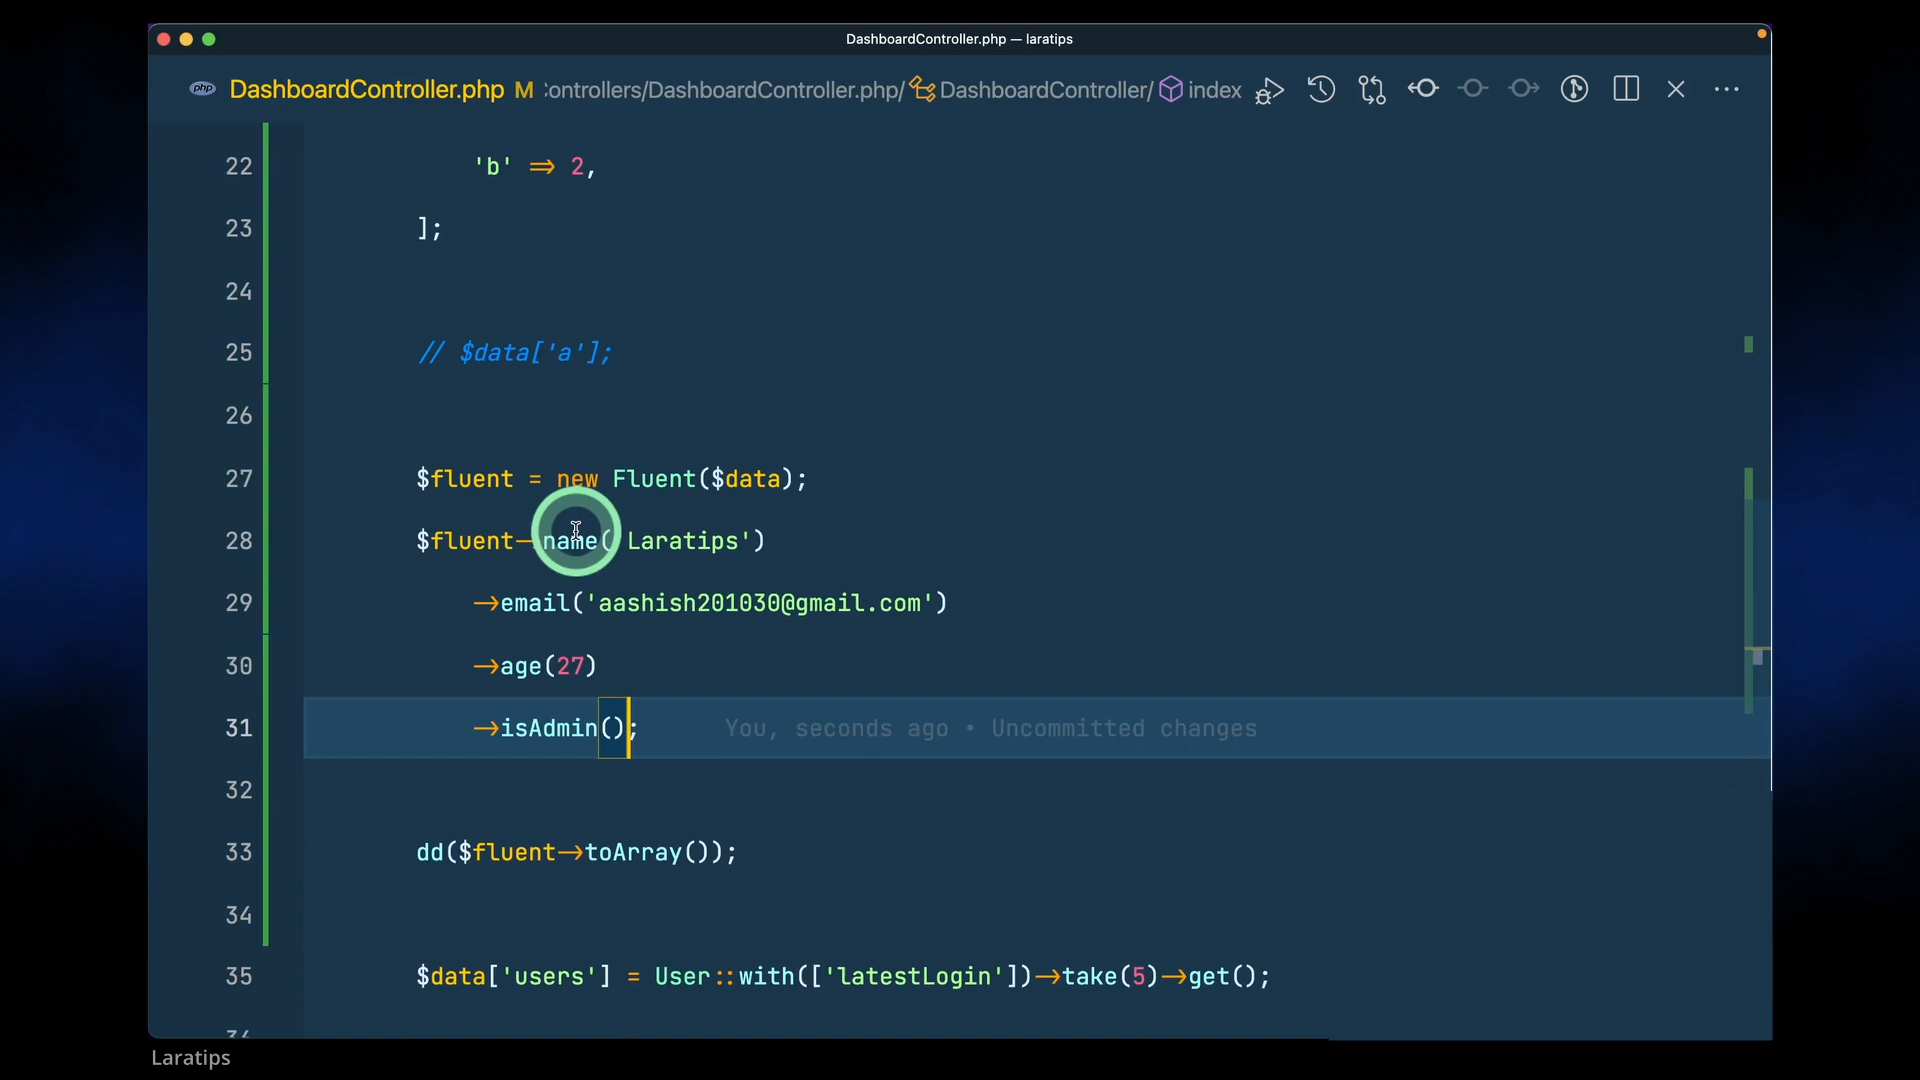 DashboardController.php — laratips
php DashboardController.php M :ontrollers/DashboardController.php/ DashboardController/ index
22 'b' => 2,
23 ];
24
25 // $data['a'];
26
27 $fluent = new Fluent($data);
28 $fluent->name('Laratips')
29 ->email('aashish201030@gmail.com')
30 ->age(27)
31 ->isAdmin(); You, seconds ago • Uncommitted changes
32
33 dd($fluent->toArray());
34
35 $data['users'] = User::with(['latestLogin'])->take(5)->get();
Laratips